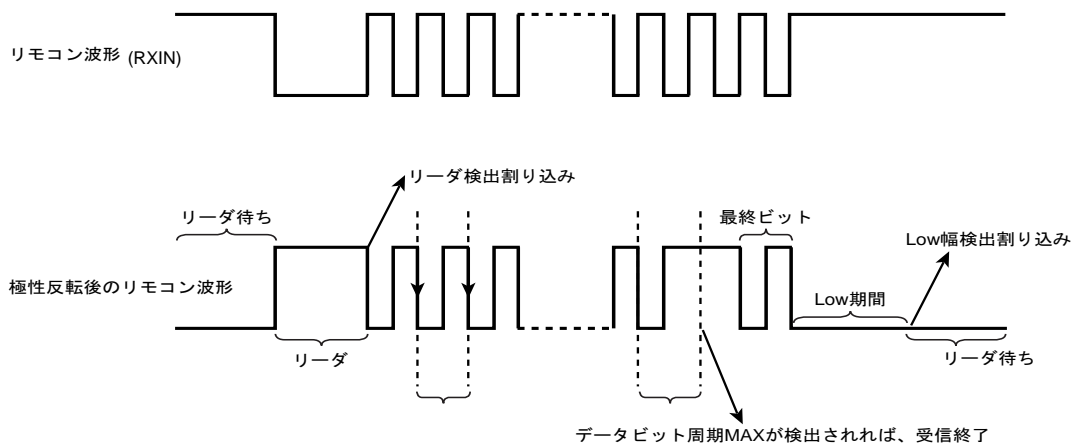 リモコン波形 (RXIN)
リーダ検出割り込み
リーダ待ち
最終ビット
Low幅検出割り込み
極性反転後のリモコン波形
Low期間
リーダ
リーダ待ち
データビット周期MAXが検出されれば、受信終了